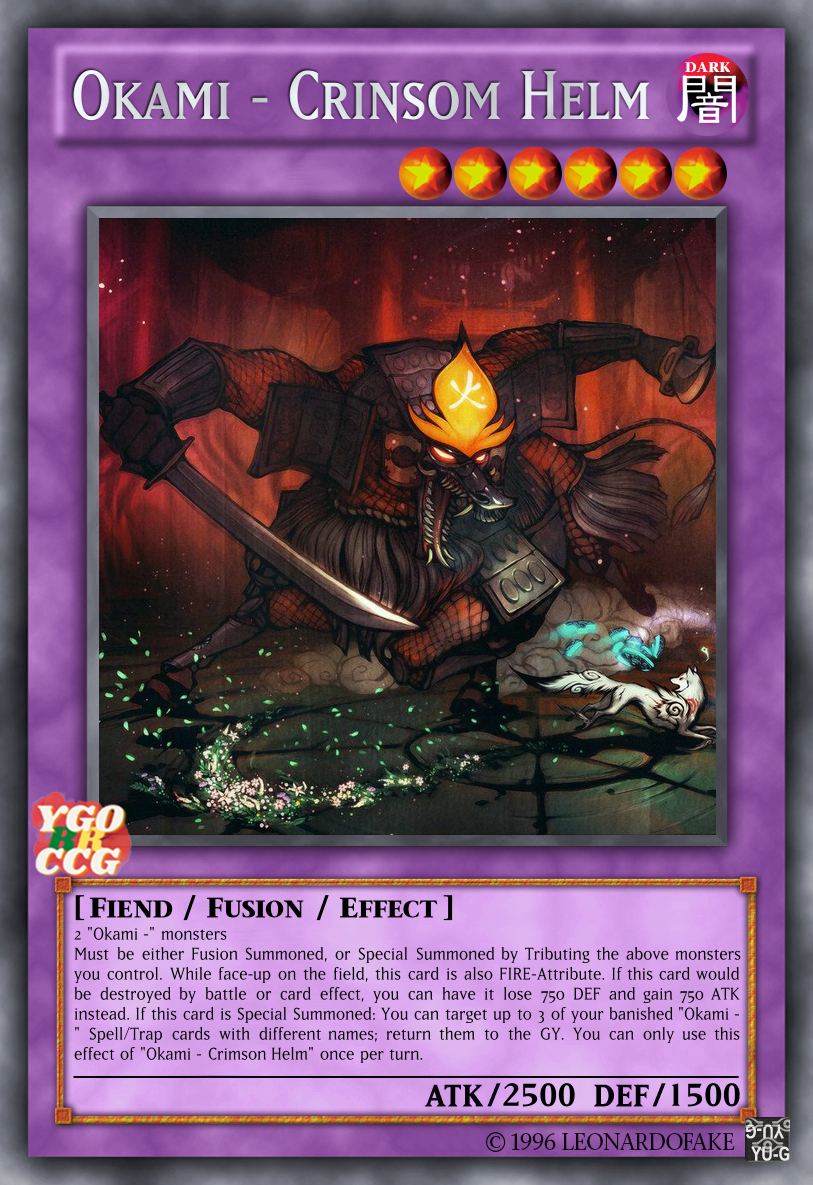 Okami - Crinsom Helm
DARK
闇
火
YGO
BR
CCG
[ Fiend / Fusion / Effect ]
2 "Okami -" monsters
Must be either Fusion Summoned, or Special Summoned by Tributing the above monsters
you control. While face-up on the field, this card is also FIRE-Attribute. If this card would
be destroyed by battle or card effect, you can have it lose 750 DEF and gain 750 ATK
instead. If this card is Special Summoned: You can target up to 3 of your banished "Okami -
" Spell/Trap cards with different names; return them to the GY. You can only use this
effect of "Okami - Crimson Helm" once per turn.
ATK/2500 DEF/1500
© 1996 LEONARDOFAKE
YU-G